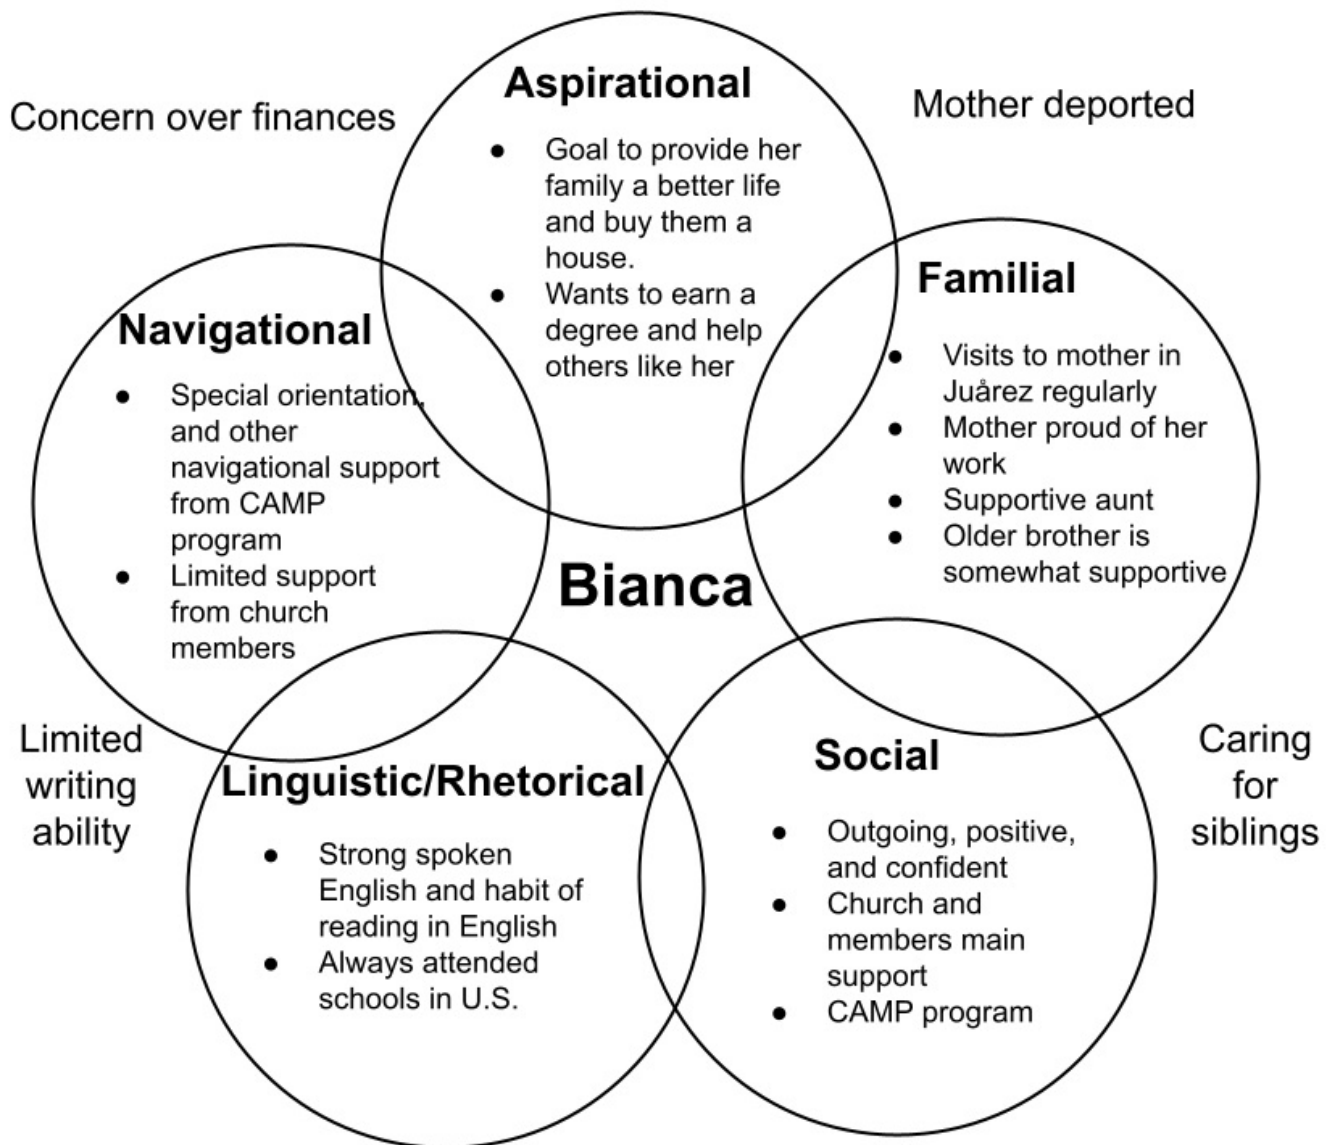 Concern over finances
Aspirational
● Goal to provide her
family a better life
and buy them a
house.
● Wants to earn a
degree and help
others like her
Mother deported
Navigational
● Special orientation,
and other
navigational support
from CAMP
program
● Limited support
from church
members
Familial
● Visits to mother in
Juårez regularly
● Mother proud of her
work
● Supportive aunt
● Older brother is
somewhat supportive
Bianca
Limited
writing
ability
Linguistic/Rhetorical
● Strong spoken
English and habit of
reading in English
● Always attended
schools in U.S.
Social
● Outgoing, positive,
and confident
● Church and
members main
support
● CAMP program
Caring
for
siblings